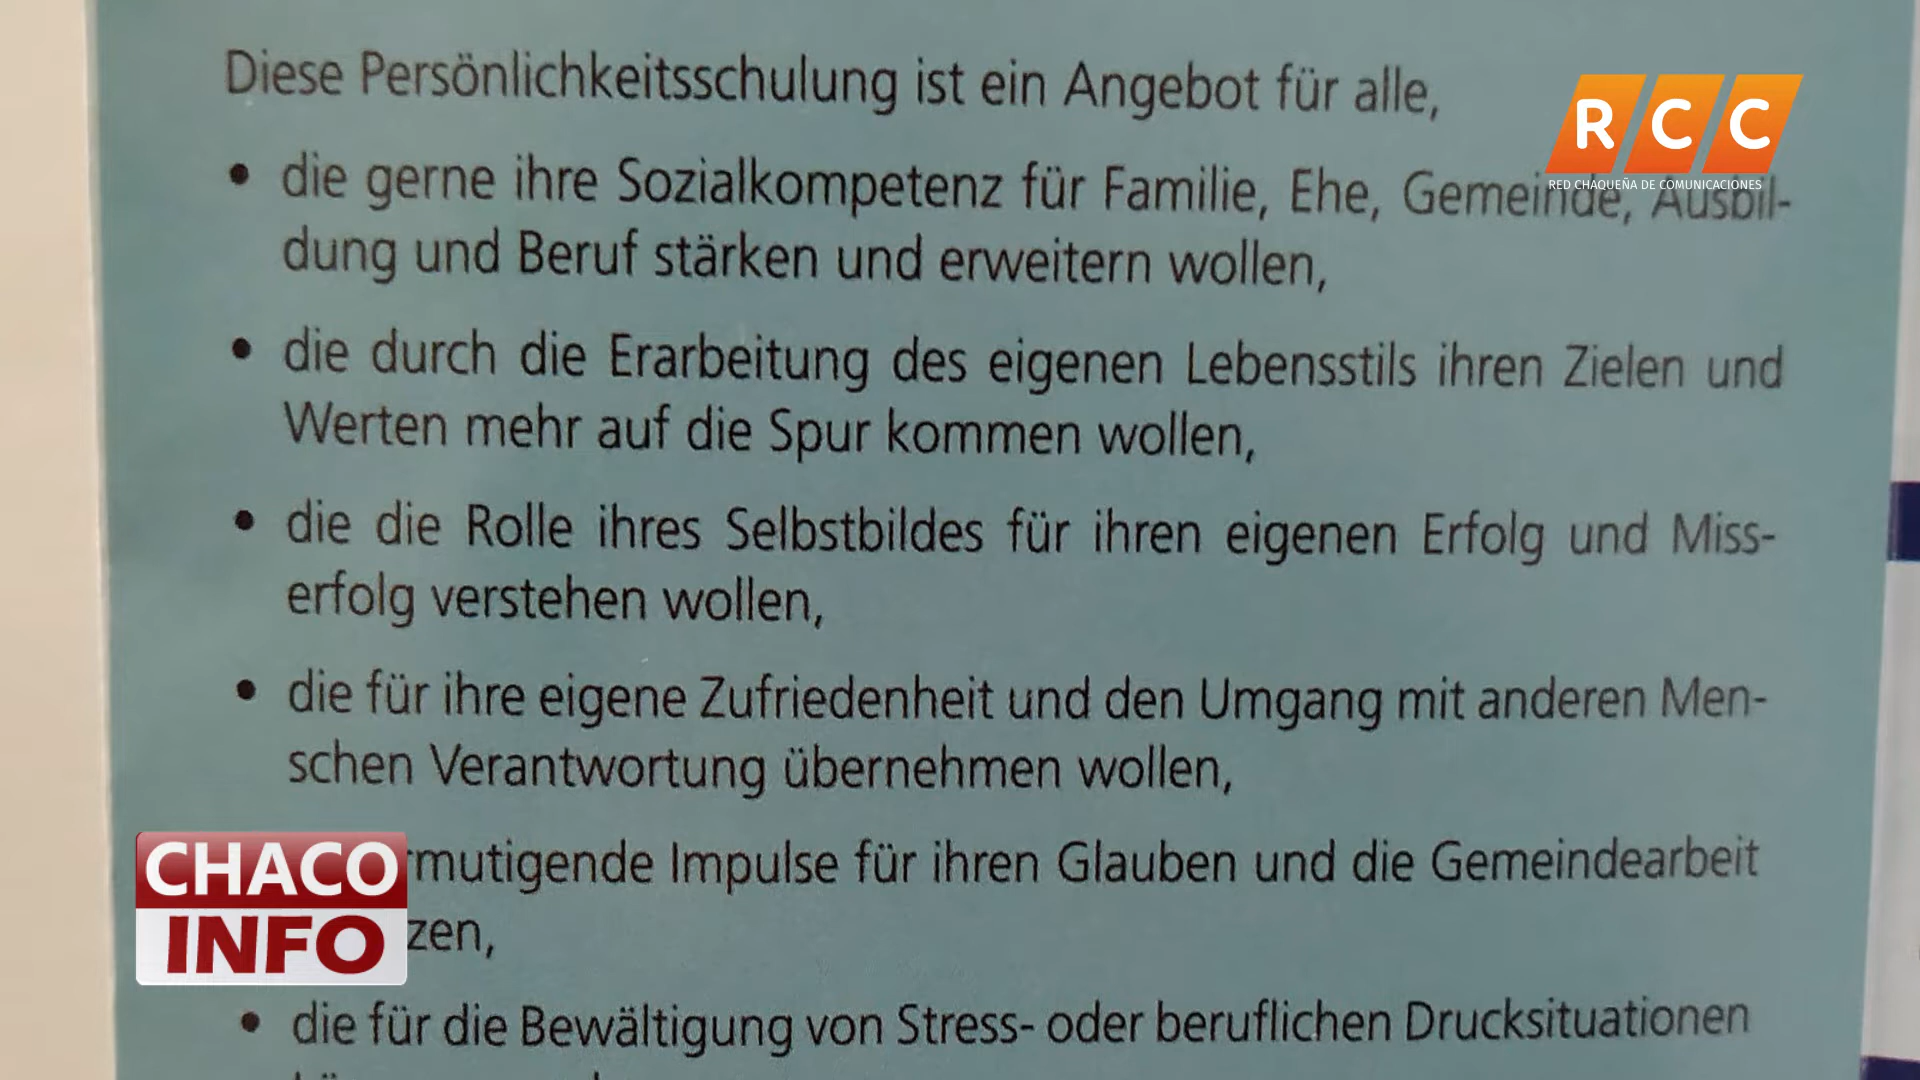 Diese Persönlichkeitsschulung ist ein Angebot für alle,
RCC
RED CHAQUEÑA DE COMUNICACIONES
• die gerne ihre Sozialkompetenz für Familie, Ehe, Gemeinde, Ausbil-
dung und Beruf stärken und erweitern wollen,
• die durch die Erarbeitung des eigenen Lebensstils ihren Zielen und
Werten mehr auf die Spur kommen wollen,
• die die Rolle ihres Selbstbildes für ihren eigenen Erfolg und Miss-
erfolg verstehen wollen,
• die für ihre eigene Zufriedenheit und den Umgang mit anderen Men-
schen Verantwortung übernehmen wollen,
rmutigende Impulse für ihren Glauben und die Gemeindearbeit
zen,
CHACO
INFO
• die für die Bewältigung von Stress- oder beruflichen Drucksituationen